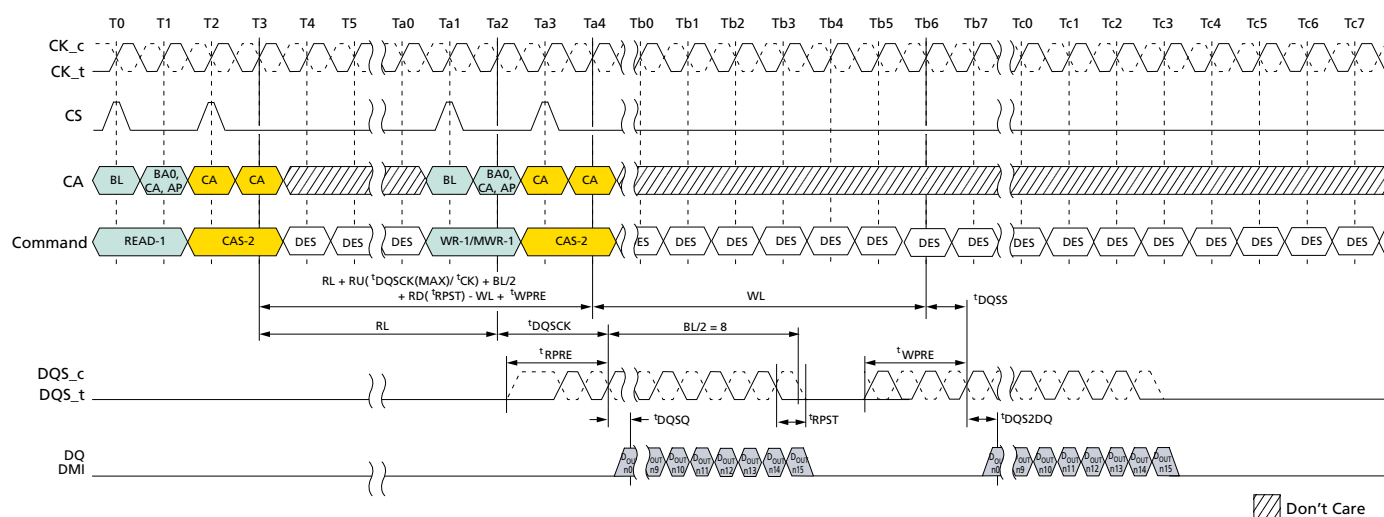 T0 T1 T2 T3 T4 T5 Ta0 Ta1 Ta2 Ta3 Ta4 Tb0 Tb1 Tb2 Tb3 Tb4 Tb5 Tb6 Tb7 Tc0 Tc1 Tc2 Tc3 Tc4 Tc5 Tc6 Tc7
CK_c
CK_t
CS
CA BL BA0, CA, AP CA CA BL BA0, CA, AP CA CA
Command READ-1 CAS-2 DES DES DES WR-1/MWR-1 CAS-2 ES DES DES DES DES DES DES DES DES DES DES DES DES DES DES DES
RL + RU( tDQSCK(MAX)/ tCK) + BL/2
+ RD( tRPST) - WL + tWPRE
WL
tDQSS
RL tDQSCK BL/2 = 8
tRPRE tWPRE
DQS_c
DQS_t
tDQSQ tRPST tDQS2DQ
DQ
DMI
DOU n0 OUT n9 DOUT n10 DOUT n11 DOUT n12 DOUT n13 DOUT n14 DOUT n15 DOU n0 OUT n9 DOUT n10 DOUT n11 DOUT n12 DOUT n13 DOUT n14 DOUT n15
Don't Care